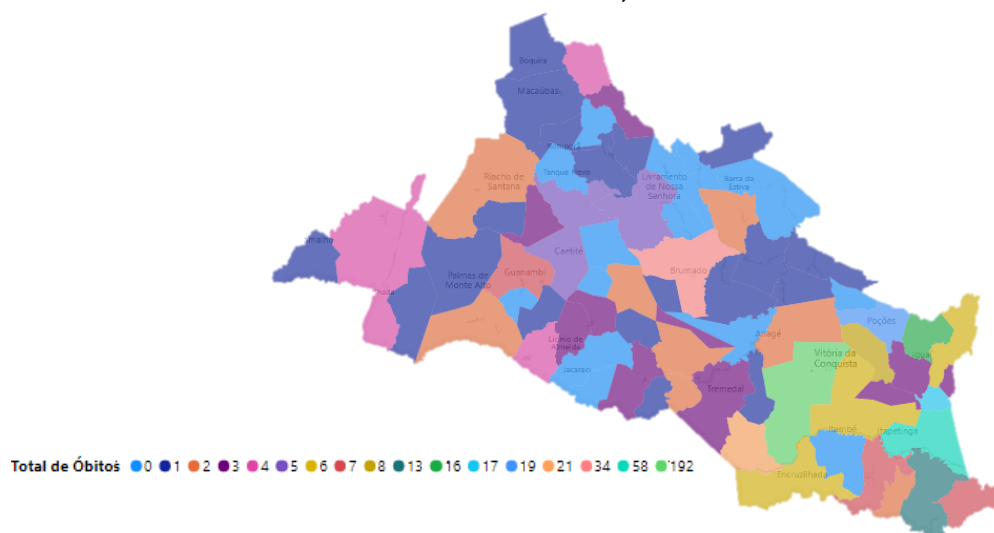 Boquira
Macaúbas
Tanque Novo
Riacho de
Santana
Livramento
de Nossa
Senhora
Barra da
Estiva
Caetité
Guanambi
Brumado
Palmas de
Monte Alto
Licínio de
Almeida
Jacaraci
Anagé
Poções
Vitória da
Conquista
Tremedal
Itambé
Itapetinga
Encruzilhada
Total de Óbitos 0 1 2 3 4 5 6 7 8 13 16 17 19 21 34 58 192